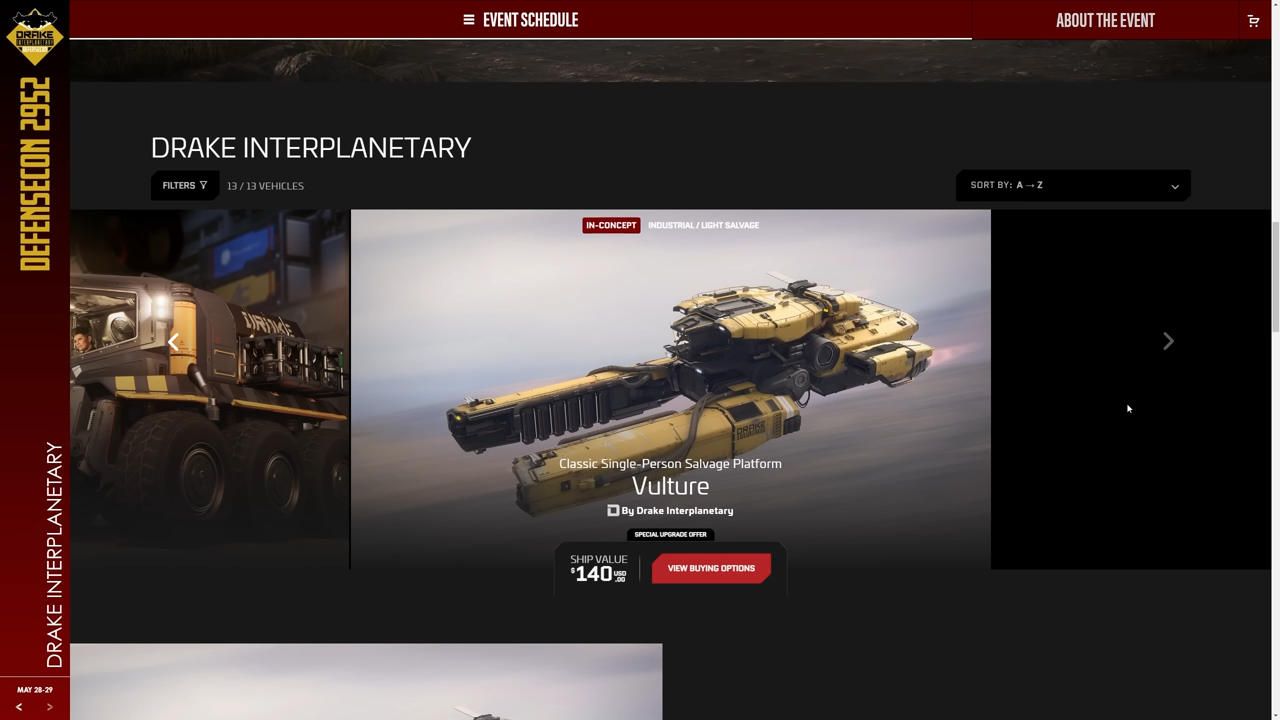 EVENT SCHEDULE
ABOUT THE EVENT
DRAKE
INTERPLANETARY
DEFENSECON
DEFENSECON 2952
DRAKE INTERPLANETARY
MAY 28-29
DRAKE INTERPLANETARY
FILTERS
13 / 13 VEHICLES
SORT BY: A → Z
IN-CONCEPT
INDUSTRIAL / LIGHT SALVAGE
DRAKE
DRAKE
Classic Single-Person Salvage Platform
Vulture
By Drake Interplanetary
SPECIAL UPGRADE OFFER
SHIP VALUE
$140 USD .00
VIEW BUYING OPTIONS